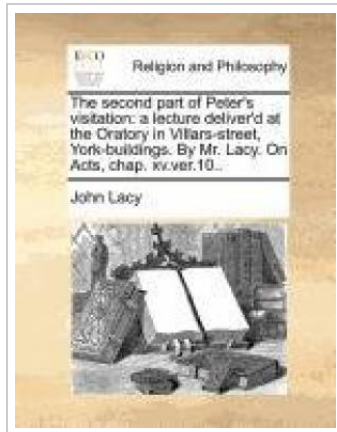 ECCO
Religion and Philosophy
The second part of Peter's
visitation: a lecture deliver'd at
the Oratory in Villars-street,
York-buildings. By Mr. Lacy. On
Acts, chap. xv.ver.10..
John Lacy